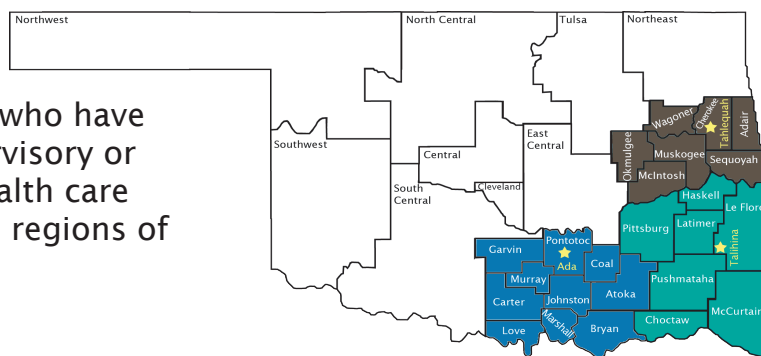 Northwest
North Central
Tulsa
Northeast
who have
rvisory or
alth care
regions of
Southwest
South
Central
Central
Cleveland
East
Central
Wagoner
Cherokee
Tahlequah
Adair
Okmulgee
Muskogee
McIntosh
Sequoyah
Haskell
Le Flore
Pittsburg
Latimer
Talihina
Pushmataha
McCurtain
Choctaw
Garvin
Pontotoc
Ada
Coal
Murray
Johnston
Atoka
Carter
Love
Marshall
Bryan